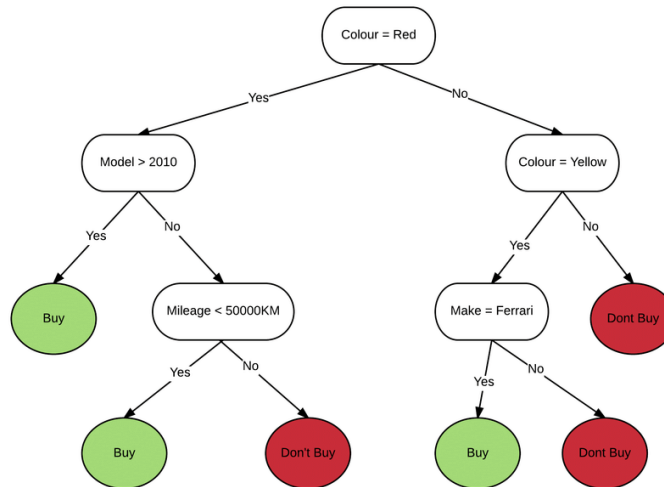 Colour = Red
Yes
No
Model > 2010
Colour = Yellow
Yes
No
Yes
No
Buy
Mileage < 50000KM
Make = Ferrari
Dont Buy
Yes
No
Yes
No
Buy
Don't Buy
Buy
Dont Buy